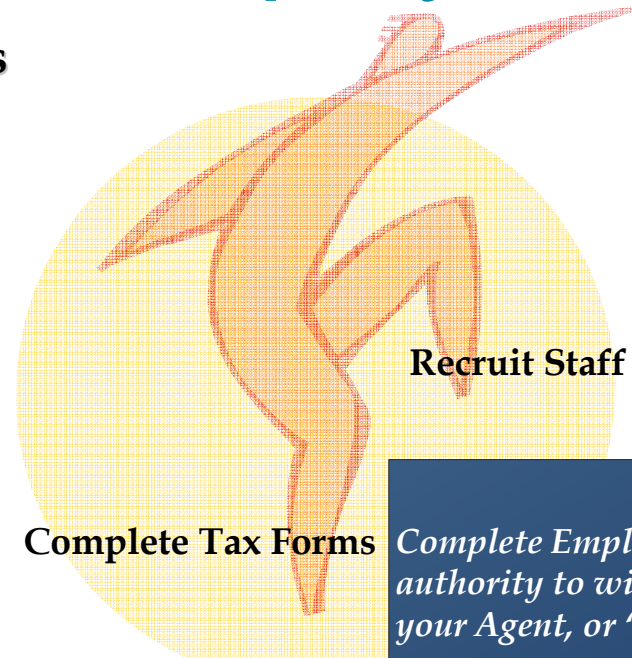 s
Recruit Staff
Complete Tax Forms
Complete Empl
authority to wi
your Agent, or ‘